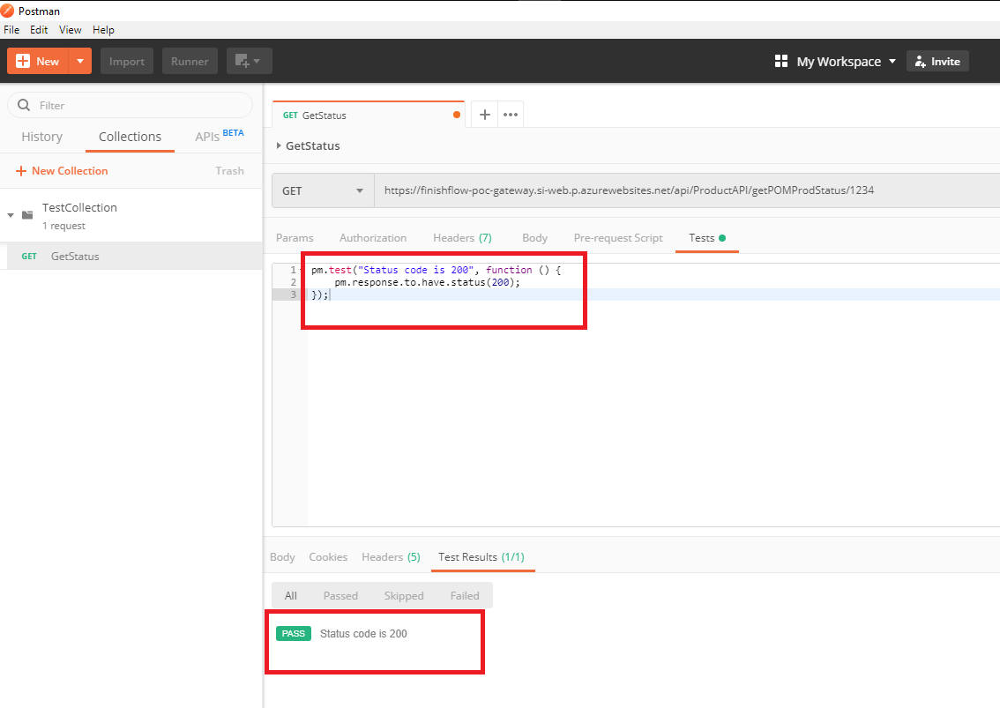 Postman
File Edit View Help
New Import Runner My Workspace Invite
Filter
History Collections APIs BETA
New Collection Trash
TestCollection
1 request
GET GetStatus
GET GetStatus
GetStatus
GET https://finishflow-poc-gateway.si-web.p.azurewebsites.net/api/ProductAPI/getPOMProdStatus/1234
Params Authorization Headers (7) Body Pre-request Script Tests
1 pm.test("Status code is 200", function () {
2 pm.response.to.have.status(200);
3 });
Body Cookies Headers (5) Test Results (1/1)
All Passed Skipped Failed
PASS Status code is 200